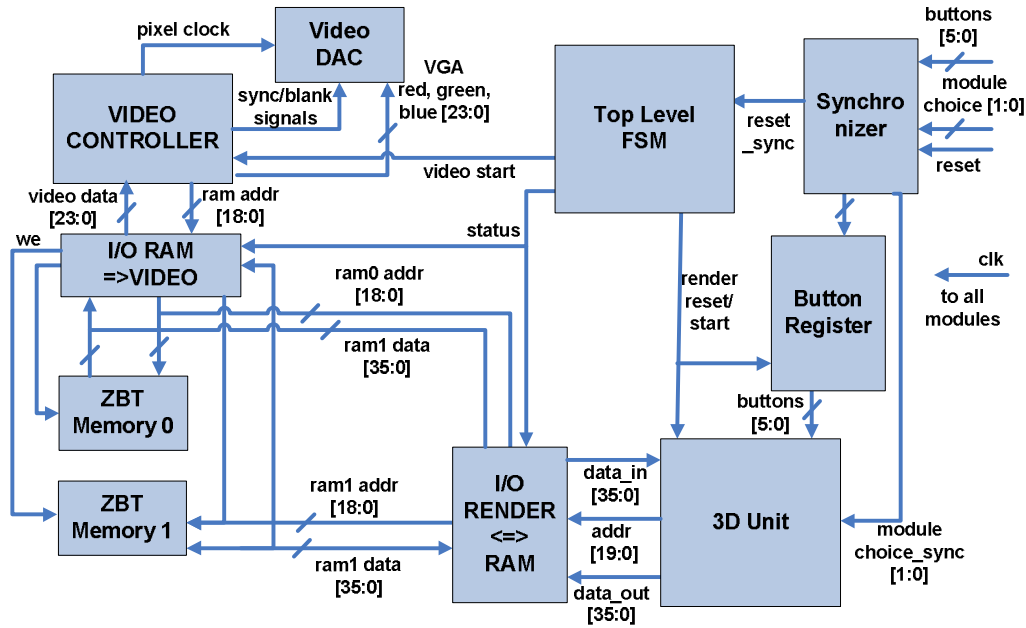 pixel clock
Video
DAC
VIDEO
CONTROLLER
sync/blank
signals
VGA
red, green,
blue [23:0]
Top Level
FSM
Synchro
nizer
buttons
[5:0]
module
choice [1:0]
reset
reset
_sync
video start
video data
[23:0]
ram addr
[18:0]
we
I/O RAM
=>VIDEO
status
ram0 addr
[18:0]
ram1 data
[35:0]
render
reset/
start
Button
Register
clk
to all
modules
ZBT
Memory 0
buttons
[5:0]
ZBT
Memory 1
ram1 addr
[18:0]
ram1 data
[35:0]
I/O
RENDER
<=>
RAM
data_in
[35:0]
addr
[19:0]
data_out
[35:0]
3D Unit
module
choice_sync
[1:0]